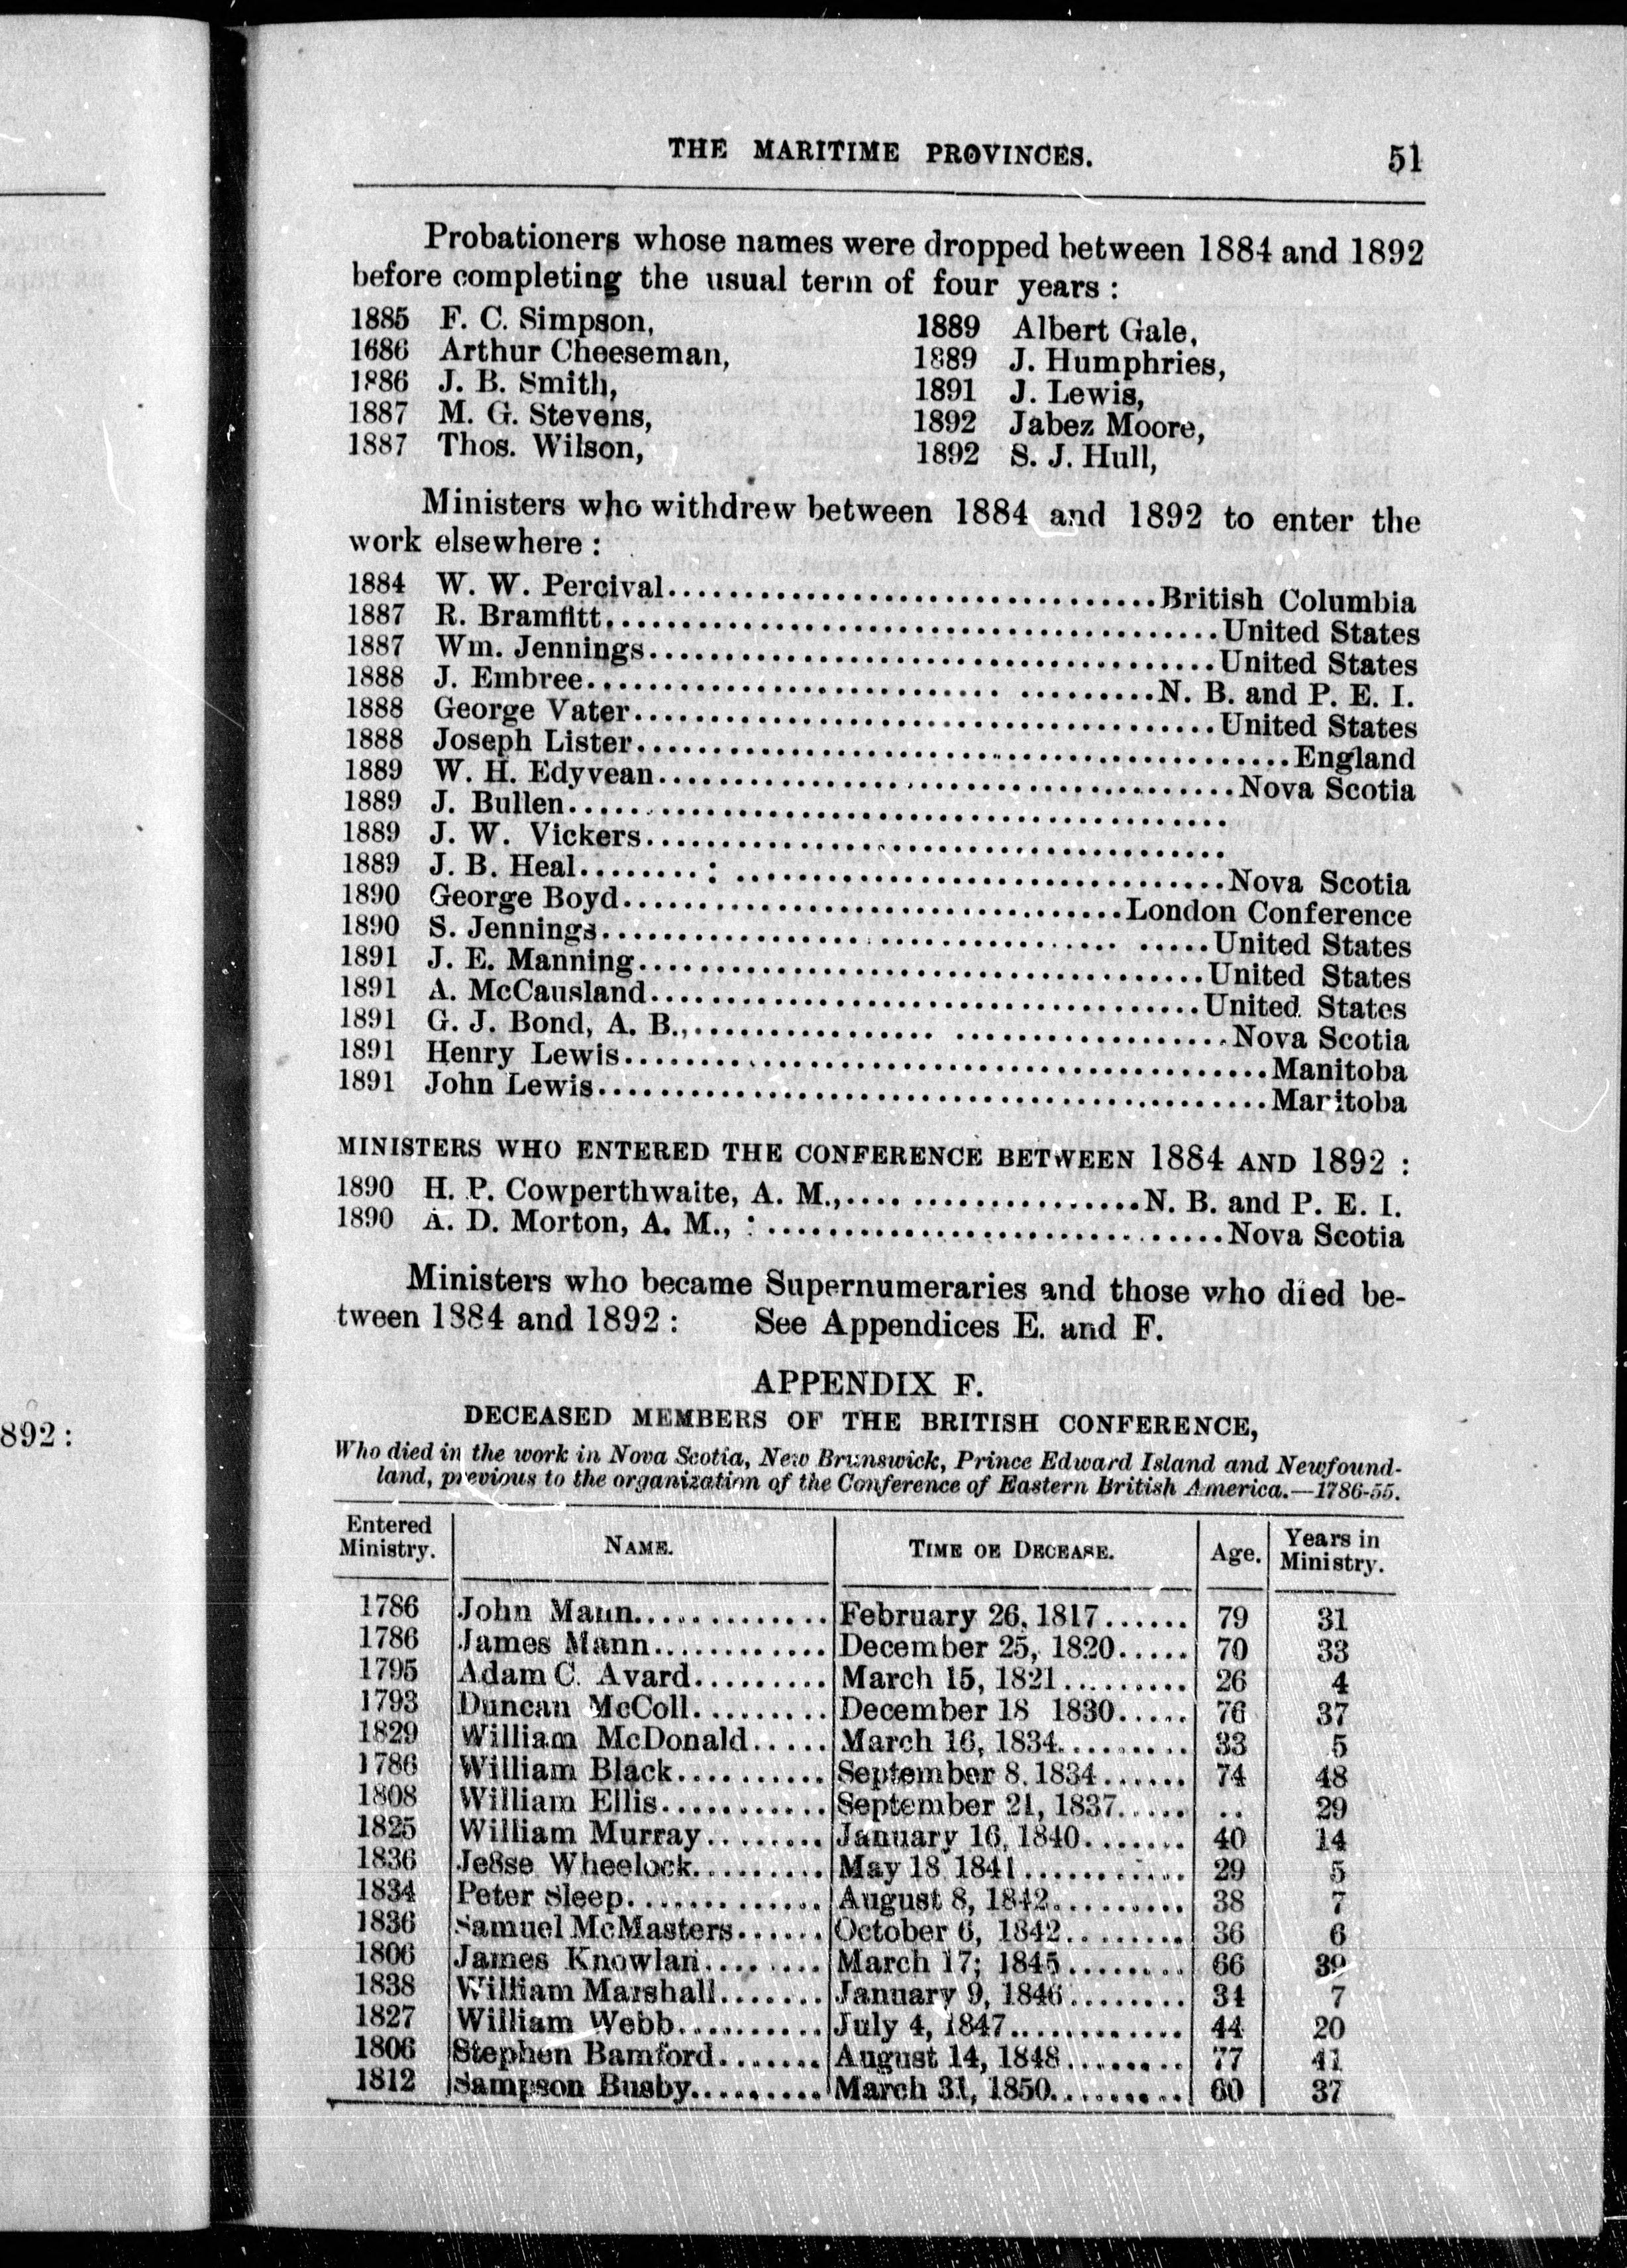 THE MARITIME PROVINCES. 51
Probationers whose names were dropped between 1884 and 1892
before completing the usual term of four years :
1885 F. C. Simpson, 1889 Albert Gale,
1686 Arthur Cheeseman, 1889 J. Humphries,
1886 J. B. Smith, 1891 J. Lewis,
1887 M. G. Stevens, 1892 Jabez Moore,
1887 Thos. Wilson, 1892 S. J. Hull,
Ministers who withdrew between 1884 and 1892 to enter the
work elsewhere :
1884 W. W. Percival................................British Columbia
1887 R. Bramfitt........................................United States
1887 Wm. Jennings.....................................United States
1888 J. Embree.....................................N. B. and P. E. I.
1888 George Vater......................................United States
1888 Joseph Lister...........................................England
1889 W. H. Edyvean......................................Nova Scotia
1889 J. Bullen............................................
1889 J. W. Vickers.......................................
1889 J. B. Heal........ : ................................Nova Scotia
1890 George Boyd.................................London Conference
1890 S. Jennings........................................United States
1891 J. E. Manning.....................................United States
1891 A. McCausland....................................United States
1891 G. J. Bond, A. B.,...................................Nova Scotia
1891 Henry Lewis..........................................Manitoba
1891 John Lewis............................................Manitoba
MINISTERS WHO ENTERED THE CONFERENCE BETWEEN 1884 AND 1892 :
1890 H. P. Cowperthwaite, A. M.,...................N. B. and P. E. I.
1890 A. D. Morton, A. M., : ..............................Nova Scotia
Ministers who became Supernumeraries and those who died be-
tween 1884 and 1892 : See Appendices E. and F.
APPENDIX F.
892 :
DECEASED MEMBERS OF THE BRITISH CONFERENCE,
Who died in the work in Nova Scotia, New Brunswick, Prince Edward Island and Newfound-
land, previous to the organization of the Conference of Eastern British America.—1786-55.
Entered Ministry. NAME. TIME OE DECEASE. Age. Years in Ministry.
1786 John Mann............. February 26, 1817...... 79 31
1786 James Mann............ December 25, 1820..... 70 33
1795 Adam C. Avard......... March 15, 1821......... 26 4
1793 Duncan McColl......... December 18 1830..... 76 37
1829 William McDonald..... March 16, 1834......... 33 5
1786 William Black.......... September 8, 1834...... 74 48
1808 William Ellis........... September 21, 1837..... .. 29
1825 William Murray........ January 16, 1840....... 40 14
1836 Jesse Wheelock......... May 18 1841............ 29 5
1834 Peter Sleep............. August 8, 1842......... 38 7
1836 Samuel McMasters...... October 6, 1842........ 36 6
1806 James Knowlan........ March 17; 1845........ 66 39
1838 William Marshall....... January 9, 1846........ 34 7
1827 William Webb.......... July 4, 1847............ 44 20
1806 Stephen Bamford....... August 14, 1848........ 77 41
1812 Sampson Busby......... March 31, 1850......... 60 37